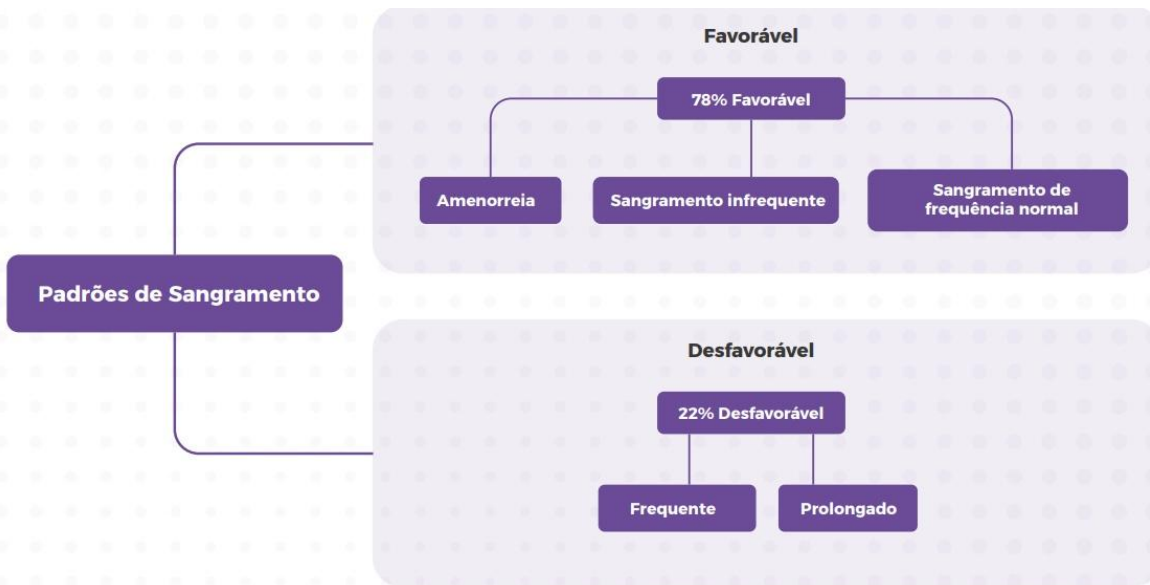 Favorável
78% Favorável
Amenorreia
Sangramento infrequente
Sangramento de
frequência normal
Padrões de Sangramento
Desfavorável
22% Desfavorável
Frequente
Prolongado